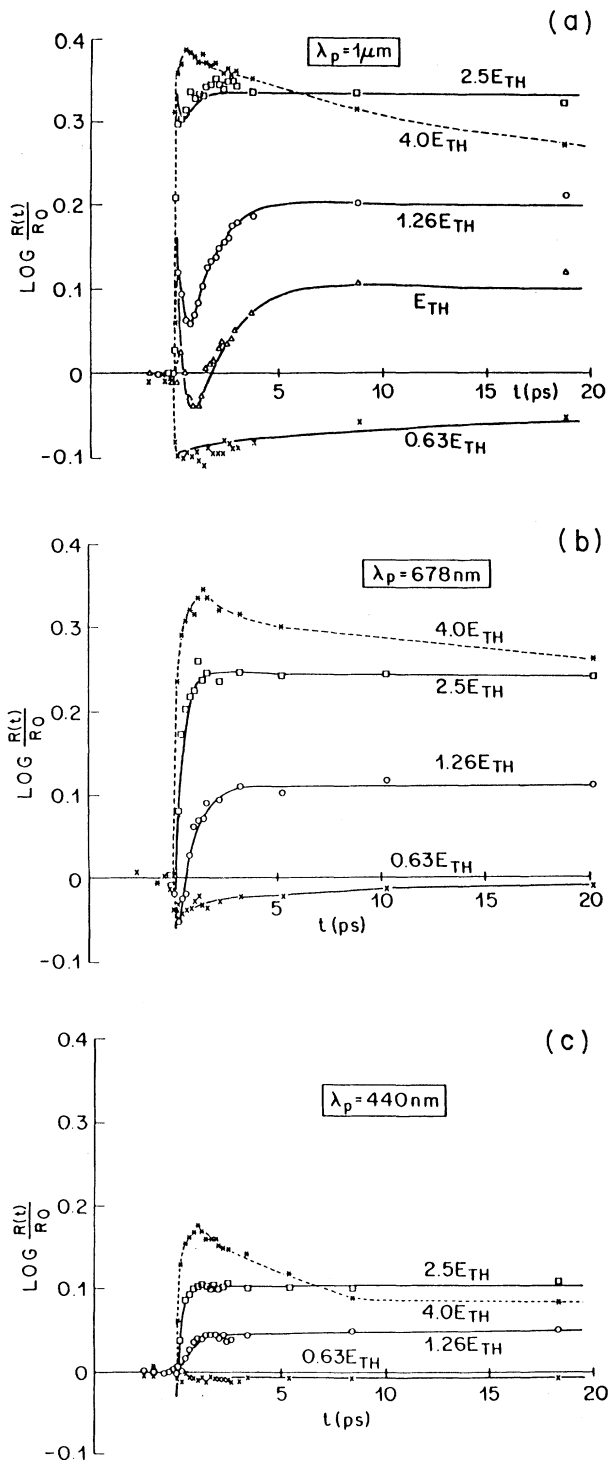 (a)
λp=1μm
0.4
0.3
0.2
0.1
0
-0.1
LOG R(t)/R0
2.5ETH
4.0ETH
1.26ETH
ETH
0.63ETH
5
10
15
20
t(ps)
(b)
λp=678nm
0.4
0.3
0.2
0.1
0
-0.1
LOG R(t)/R0
4.0ETH
2.5ETH
1.26ETH
0.63ETH
5
10
15
20
t(ps)
(c)
λp=440nm
0.4
0.3
0.2
0.1
0
-0.1
LOG R(t)/R0
2.5ETH
4.0ETH
1.26ETH
0.63ETH
5
10
15
20
t(ps)